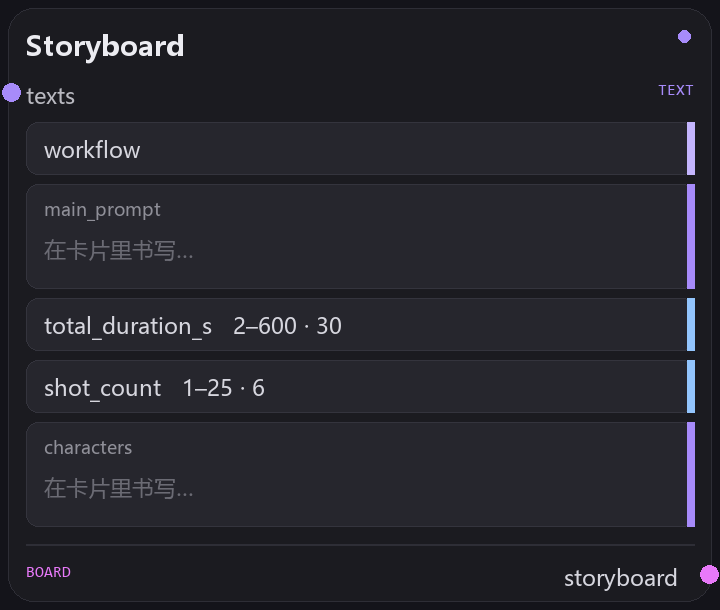 Storyboard
texts TEXT
workflow
main_prompt
在卡片里书写…
total_duration_s 2–600 · 30
shot_count 1–25 · 6
characters
在卡片里书写…
BOARD storyboard